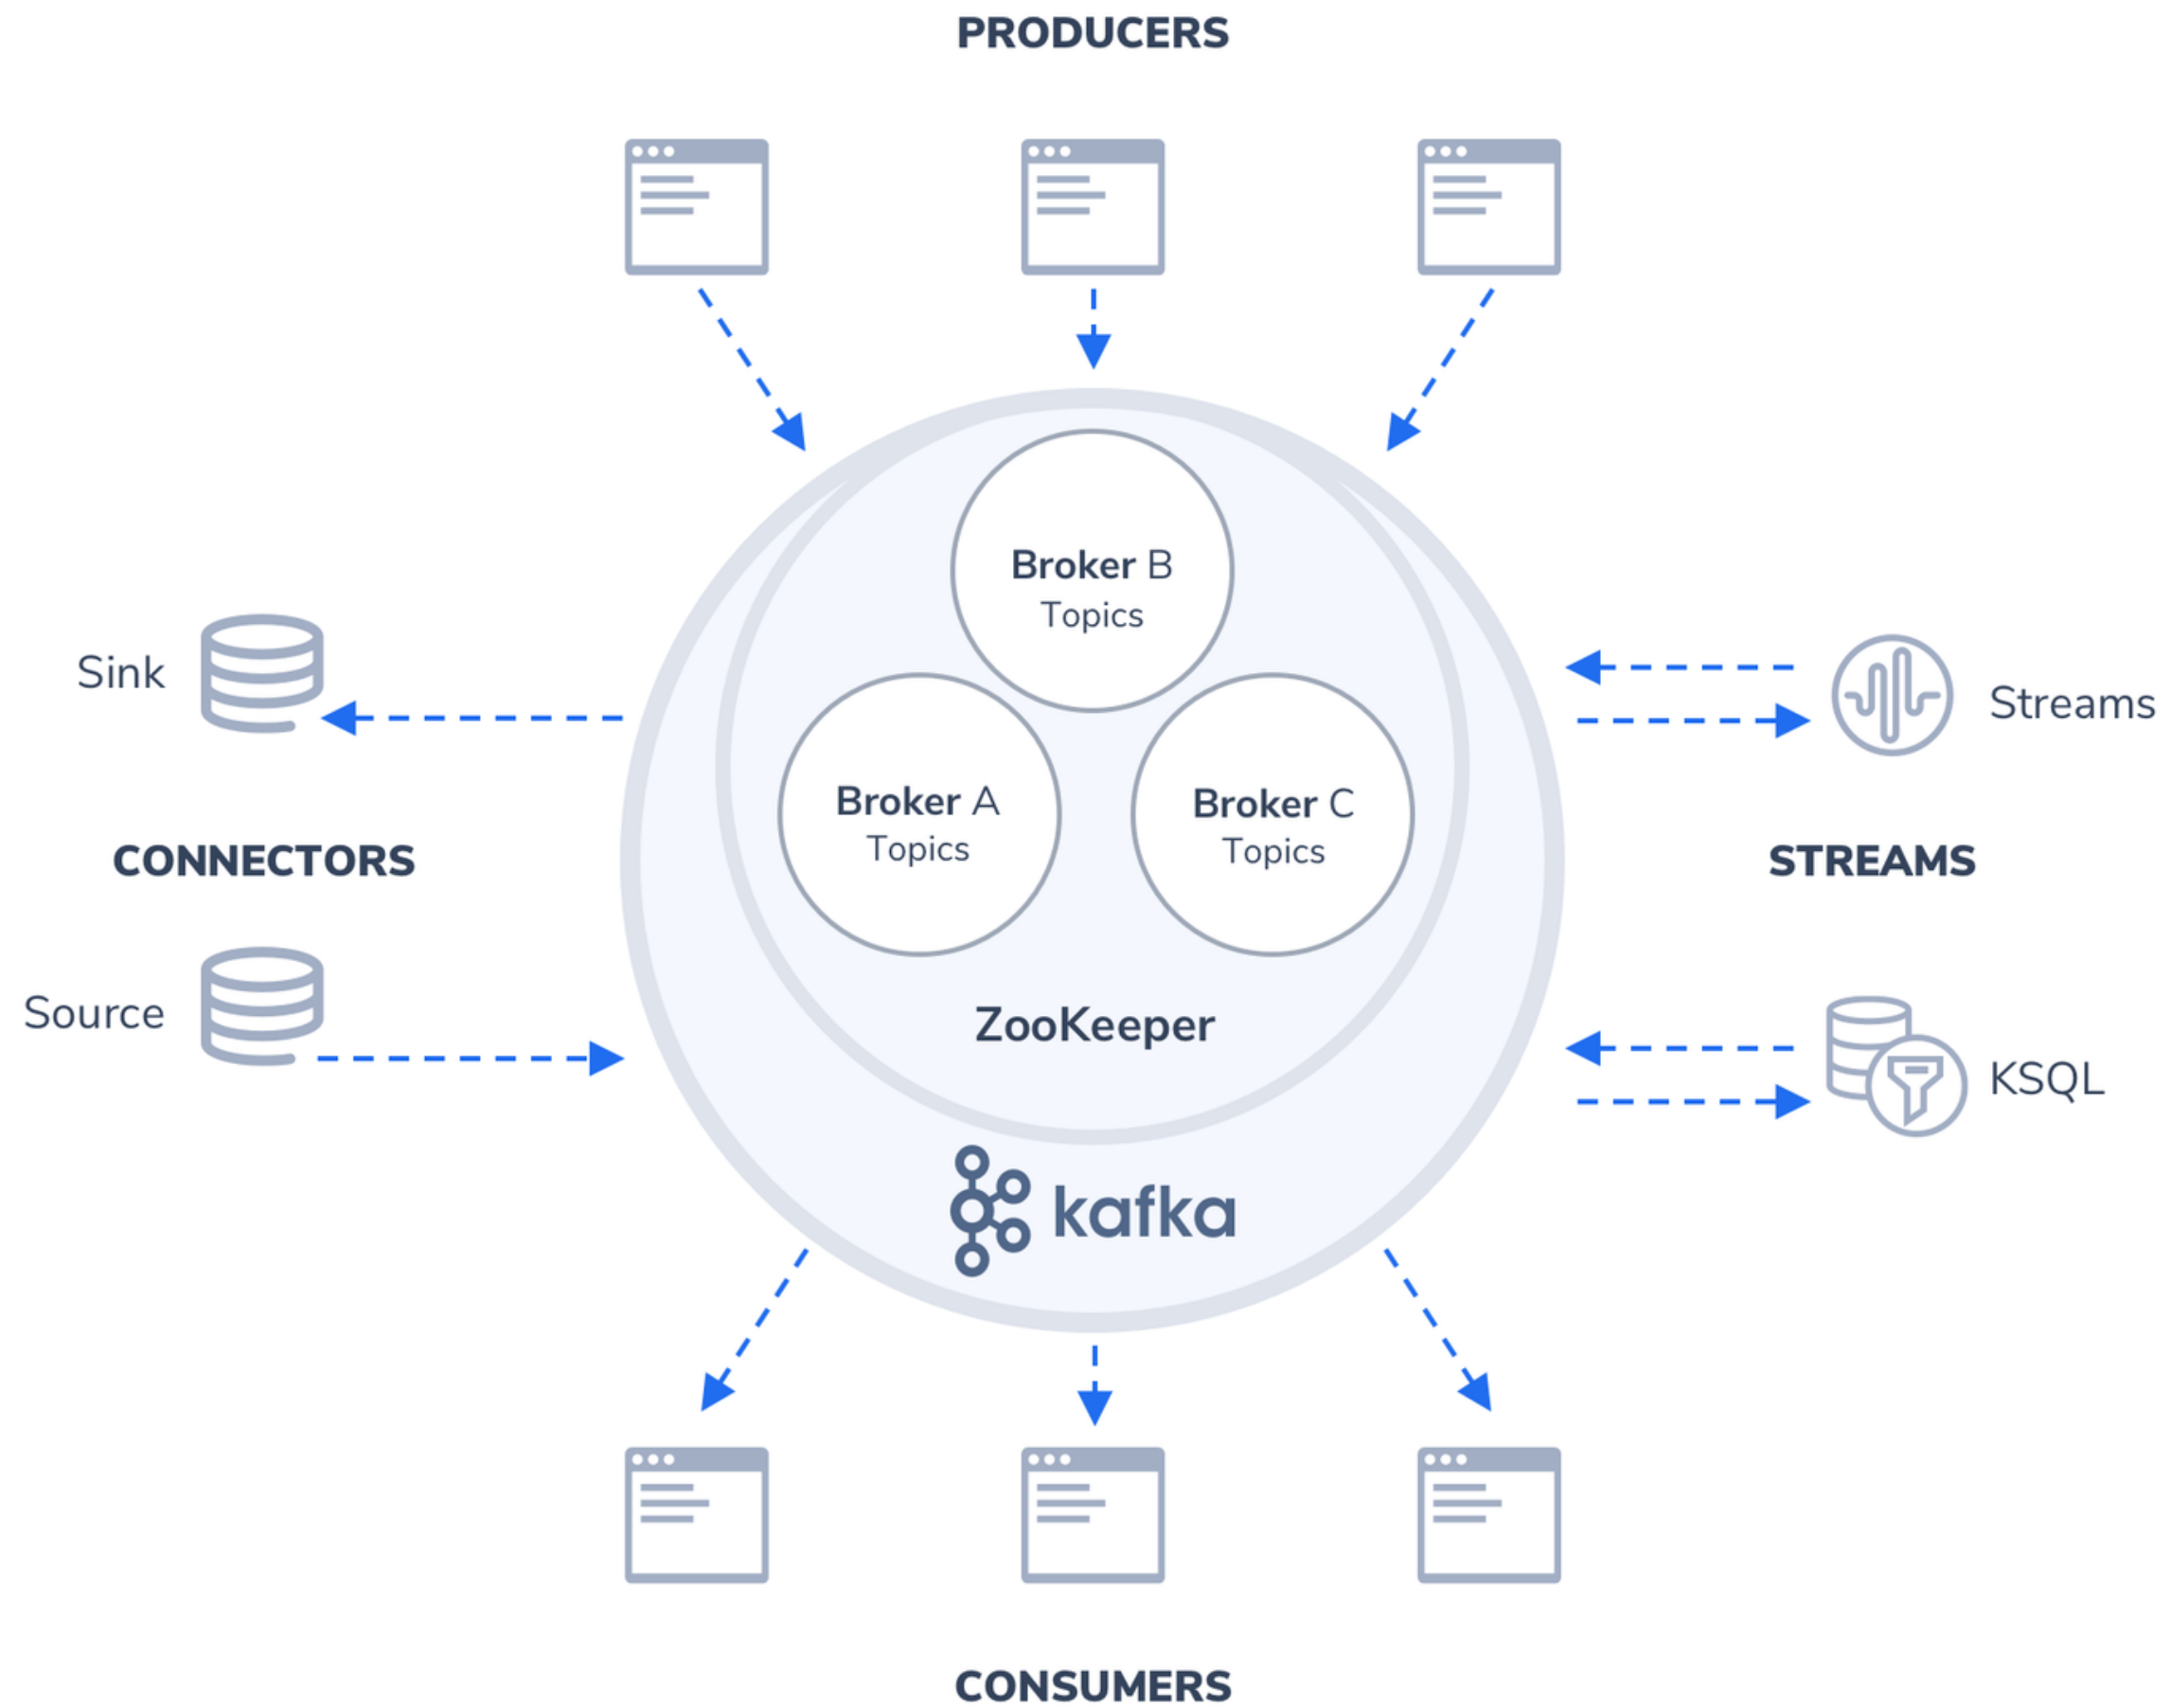 PRODUCERS
Broker B
Topics
Sink
Streams
Broker A
Topics
Broker C
Topics
CONNECTORS
STREAMS
Source
ZooKeeper
KSQL
kafka
CONSUMERS